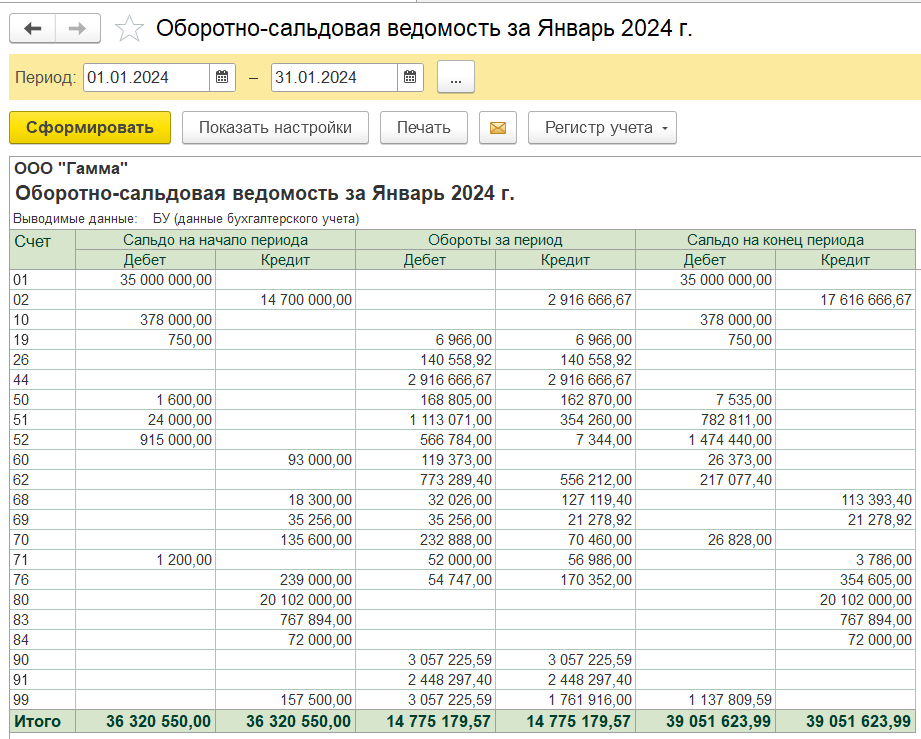 Оборотно-сальдовая ведомость за Январь 2024 г.
Период: 01.01.2024 – 31.01.2024 ...
Сформировать Показать настройки Печать Регистр учета
ООО "Гамма"
Оборотно-сальдовая ведомость за Январь 2024 г.
Выводимые данные: БУ (данные бухгалтерского учета)
Счет Сальдо на начало периода Обороты за период Сальдо на конец периода
Дебет Кредит Дебет Кредит Дебет Кредит
01 35 000 000,00 35 000 000,00
02 14 700 000,00 2 916 666,67 17 616 666,67
10 378 000,00 378 000,00
19 750,00 6 966,00 6 966,00 750,00
26 140 558,92 140 558,92
44 2 916 666,67 2 916 666,67
50 1 600,00 168 805,00 162 870,00 7 535,00
51 24 000,00 1 113 071,00 354 260,00 782 811,00
52 915 000,00 566 784,00 7 344,00 1 474 440,00
60 93 000,00 119 373,00 26 373,00
62 773 289,40 556 212,00 217 077,40
68 18 300,00 32 026,00 127 119,40 113 393,40
69 35 256,00 35 256,00 21 278,92 21 278,92
70 135 600,00 232 888,00 70 460,00 26 828,00
71 1 200,00 52 000,00 56 986,00 3 786,00
76 239 000,00 54 747,00 170 352,00 354 605,00
80 20 102 000,00 20 102 000,00
83 767 894,00 767 894,00
84 72 000,00 72 000,00
90 3 057 225,59 3 057 225,59
91 2 448 297,40 2 448 297,40
99 157 500,00 3 057 225,59 1 761 916,00 1 137 809,59
Итого 36 320 550,00 36 320 550,00 14 775 179,57 14 775 179,57 39 051 623,99 39 051 623,99